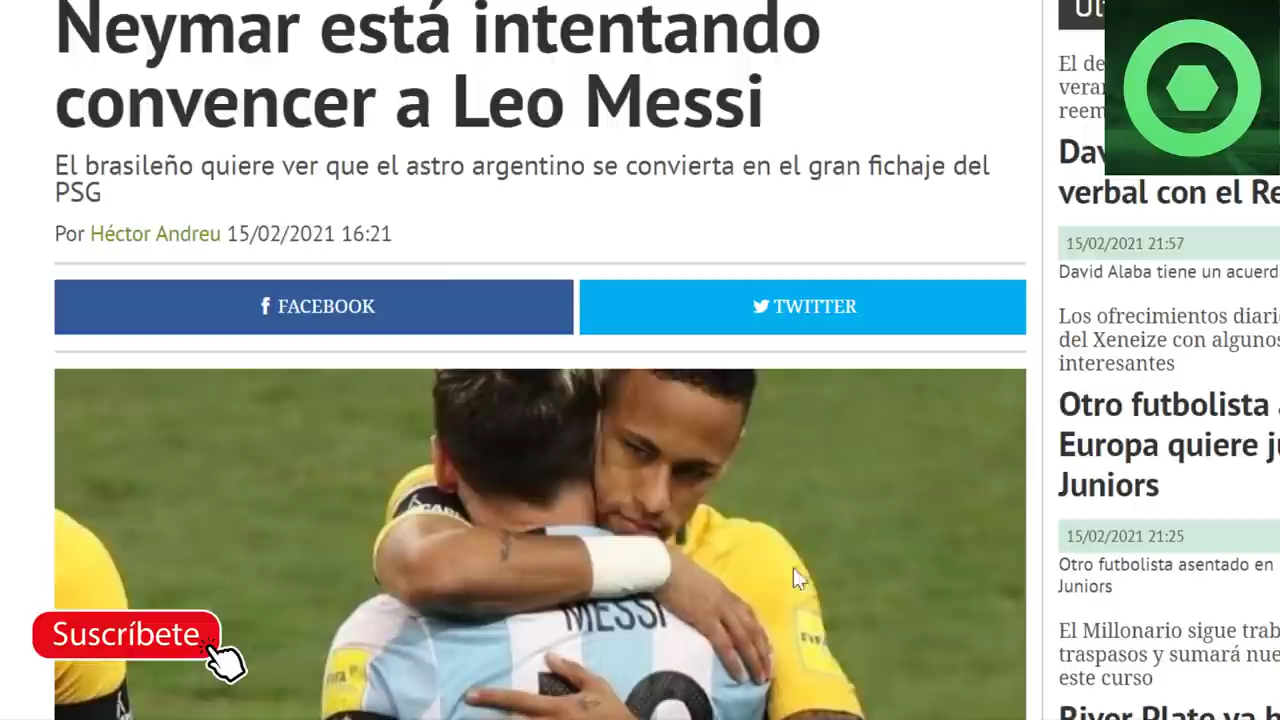 Neymar está intentando
convencer a Leo Messi
El brasileño quiere ver que el astro argentino se convierta en el gran fichaje del
PSG
Por Héctor Andreu 15/02/2021 16:21
FACEBOOK
TWITTER
MESSI
Suscríbete
El de
reem
verbal con el Re
15/02/2021 21:57
David Alaba tiene un acuerd
Los ofrecimientos diari
del Xeneize con algunos
interesantes
Otro futbolista
Europa quiere j
Juniors
15/02/2021 21:25
Otro futbolista asentado en
Juniors
El Millonario sigue trab
traspasos y sumará nue
este curso
River Plate ya h